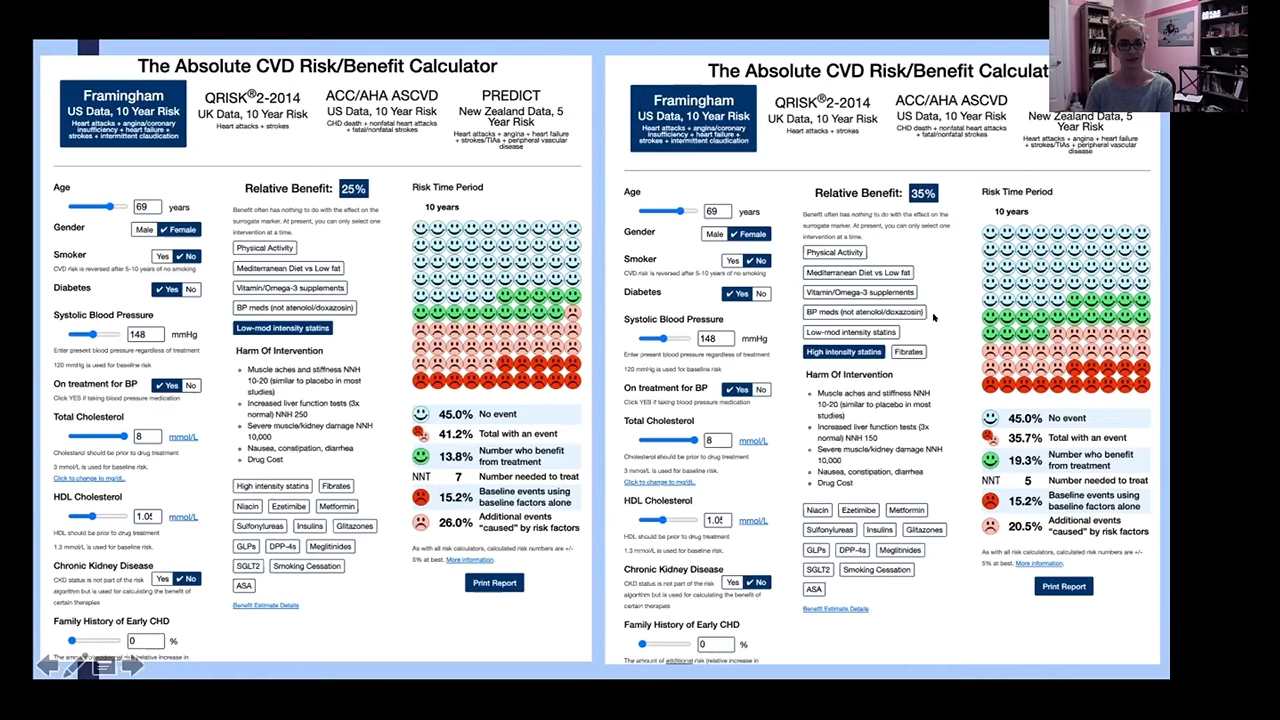 The Absolute CVD Risk/Benefit Calculator
Framingham
US Data, 10 Year Risk
Heart attacks + angina/coronary
insufficiency + heart failure +
strokes + intermittent claudication
QRISK®2-2014
UK Data, 10 Year Risk
Heart attacks + strokes
ACC/AHA ASCVD
US Data, 10 Year Risk
CHD death + nonfatal heart attacks
+ fatal/nonfatal strokes
PREDICT
New Zealand Data, 5
Year Risk
Heart attacks + angina + heart failure
+ strokes/TIAs + peripheral vascular
disease
Age
69 years
Gender
Male ✔ Female
Smoker
Yes ✔ No
CVD risk is reversed after 5-10 years of no smoking
Diabetes
✔ Yes No
Systolic Blood Pressure
148 mmHg
Enter present blood pressure regardless of treatment
120 mmHg is used for baseline risk
On treatment for BP
✔ Yes No
Click YES if taking blood pressure medication
Total Cholesterol
8 mmol/L
Cholesterol should be prior to drug treatment
3 mmol/L is used for baseline risk.
Click to change to mg/dL.
HDL Cholesterol
1.05 mmol/L
HDL should be prior to drug treatment
1.3 mmol/L is used for baseline risk.
Chronic Kidney Disease
Yes ✔ No
CKD status is not part of the risk
algorithm but is used for calculating the benefit of
certain therapies
Family History of Early CHD
0 %
Relative Benefit: 25%
Benefit often has nothing to do with the effect on the
surrogate marker. At present, you can only select one
intervention at a time.
Physical Activity
Mediterranean Diet vs Low fat
Vitamin/Omega-3 supplements
BP meds (not atenolol/doxazosin)
Low-mod intensity statins
Harm Of Intervention
• Muscle aches and stiffness NNH
10-20 (similar to placebo in most
studies)
• Increased liver function tests (3x
normal) NNH 250
• Severe muscle/kidney damage NNH
10,000
• Nausea, constipation, diarrhea
• Drug Cost
High intensity statins Fibrates
Niacin Ezetimibe Metformin
Sulfonylureas Insulins Glitazones
GLPs DPP-4s Meglitinides
SGLT2 Smoking Cessation
ASA
Benefit Estimate Details
Risk Time Period
10 years
45.0% No event
41.2% Total with an event
13.8% Number who benefit
from treatment
NNT 7 Number needed to treat
15.2% Baseline events using
baseline factors alone
26.0% Additional events
"caused" by risk factors
As with all risk calculators, calculated risk numbers are +/-
5% at best. More information.
Print Report
The Absolute CVD Risk/Benefit Calculat
Framingham
US Data, 10 Year Risk
Heart attacks + angina/coronary
insufficiency + heart failure +
strokes + intermittent claudication
QRISK®2-2014
UK Data, 10 Year Risk
Heart attacks + strokes
ACC/AHA ASCVD
US Data, 10 Year Risk
CHD death + nonfatal heart attacks
+ fatal/nonfatal strokes
New Zealand Data, 5
Year Risk
Heart attacks + angina + heart failure
+ strokes/TIAs + peripheral vascular
disease
Age
69 years
Gender
Male ✔ Female
Smoker
Yes ✔ No
CVD risk is reversed after 5-10 years of no smoking
Diabetes
✔ Yes No
Systolic Blood Pressure
148 mmHg
Enter present blood pressure regardless of treatment
120 mmHg is used for baseline risk
On treatment for BP
✔ Yes No
Click YES if taking blood pressure medication
Total Cholesterol
8 mmol/L
Cholesterol should be prior to drug treatment
3 mmol/L is used for baseline risk.
Click to change to mg/dL.
HDL Cholesterol
1.05 mmol/L
HDL should be prior to drug treatment
1.3 mmol/L is used for baseline risk.
Chronic Kidney Disease
Yes ✔ No
CKD status is not part of the risk
algorithm but is used for calculating the benefit of
certain therapies
Family History of Early CHD
0 %
The amount of additional risk (relative increase in
Relative Benefit: 35%
Benefit often has nothing to do with the effect on the
surrogate marker. At present, you can only select one
intervention at a time.
Physical Activity
Mediterranean Diet vs Low fat
Vitamin/Omega-3 supplements
BP meds (not atenolol/doxazosin)
Low-mod intensity statins
High intensity statins Fibrates
Harm Of Intervention
• Muscle aches and stiffness NNH
10-20 (similar to placebo in most
studies)
• Increased liver function tests (3x
normal) NNH 150
• Severe muscle/kidney damage NNH
10,000
• Nausea, constipation, diarrhea
• Drug Cost
Niacin Ezetimibe Metformin
Sulfonylureas Insulins Glitazones
GLPs DPP-4s Meglitinides
SGLT2 Smoking Cessation
ASA
Benefit Estimate Details
Risk Time Period
10 years
45.0% No event
35.7% Total with an event
19.3% Number who benefit
from treatment
NNT 5 Number needed to treat
15.2% Baseline events using
baseline factors alone
20.5% Additional events
"caused" by risk factors
As with all risk calculators, calculated risk numbers are +/-
5% at best. More information.
Print Report